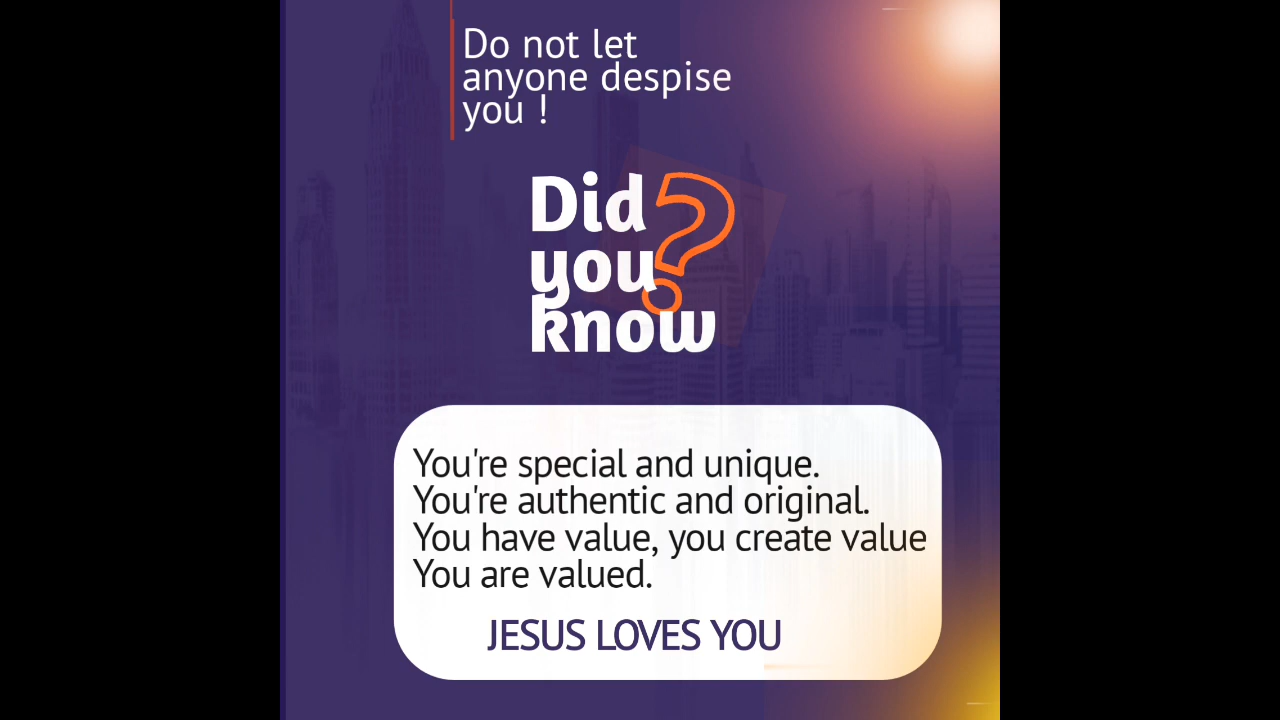 Do not let
anyone despise
you !
Did
you
know
?
You're special and unique.
You're authentic and original.
You have value, you create value
You are valued.
JESUS LOVES YOU